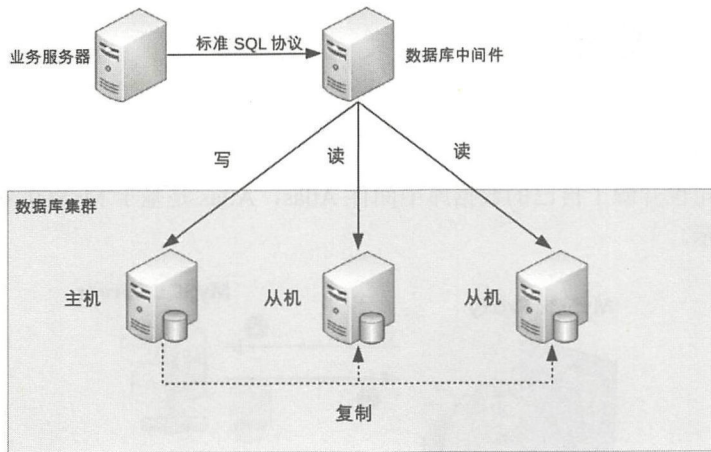 业务服务器
标准 SQL 协议
数据库中间件
写
读
读
数据库集群
主机
从机
从机
复制